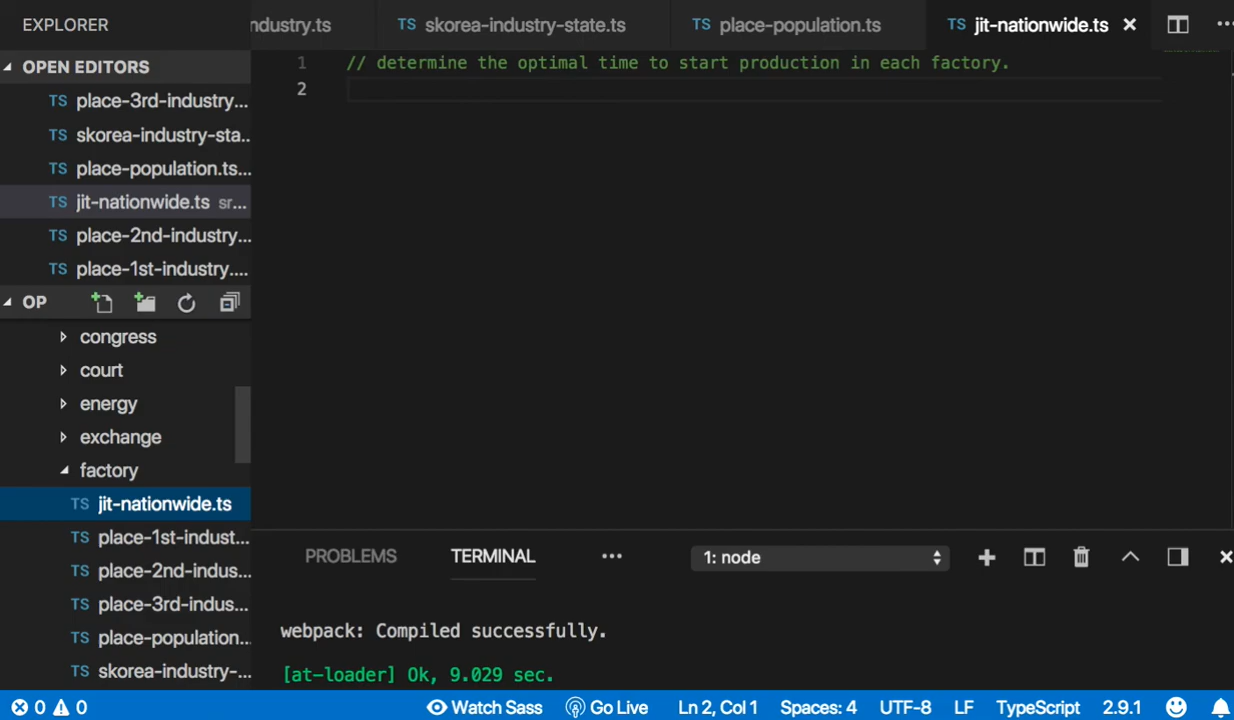 EXPLORER
industry.ts
TS skorea-industry-state.ts
TS place-population.ts
TS jit-nationwide.ts
OPEN EDITORS
TS place-3rd-industry...
TS skorea-industry-sta..
TS place-population.ts...
TS jit-nationwide.ts sr...
TS place-2nd-industry...
TS place-1st-industry....
OP
congress
court
energy
exchange
factory
TS jit-nationwide.ts
TS place-1st-indust...
TS place-2nd-indus...
TS place-3rd-indus...
TS place-population...
TS skorea-industry-...
1 // determine the optimal time to start production in each factory.
2
PROBLEMS TERMINAL ... 1: node
webpack: Compiled successfully.
[at-loader] Ok, 9.029 sec.
0 0 Watch Sass Go Live Ln 2, Col 1 Spaces: 4 UTF-8 LF TypeScript 2.9.1